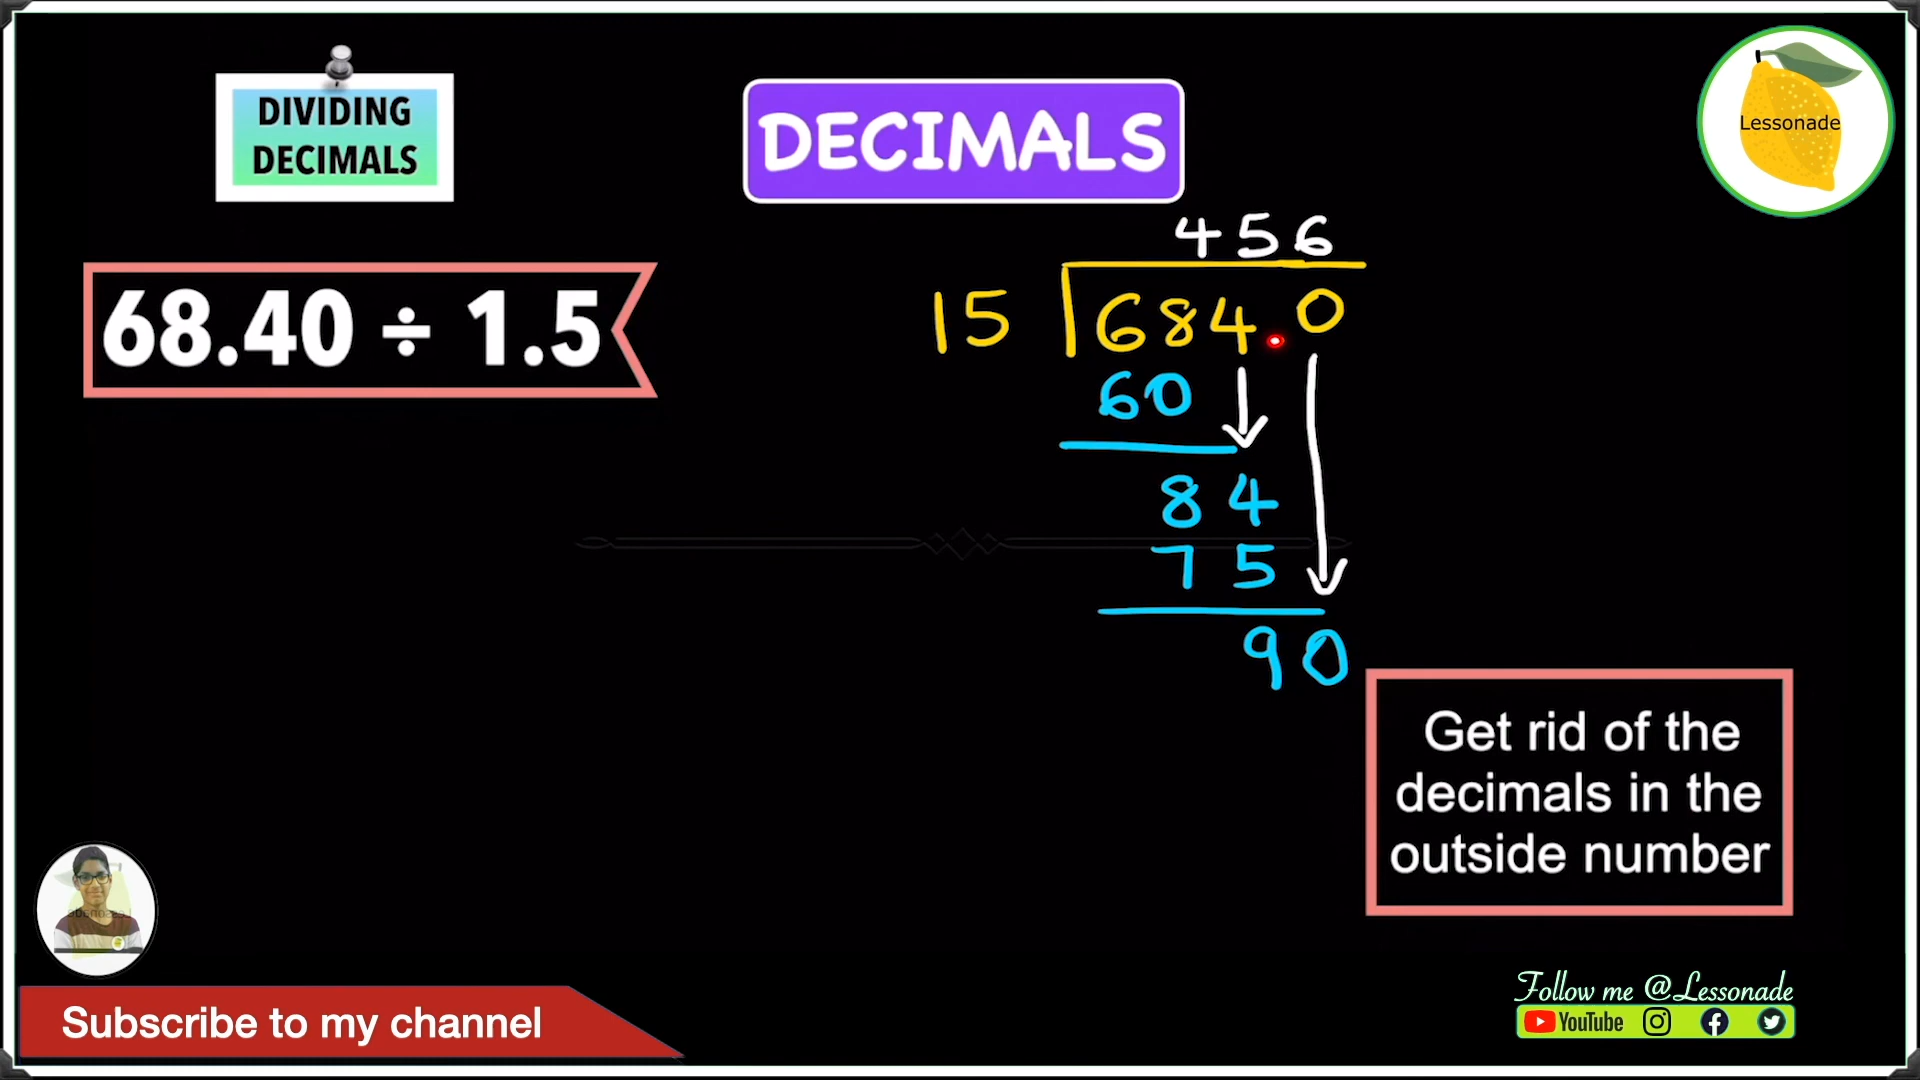 DIVIDING
DECIMALS
DECIMALS
Lessonade
68.40 ÷ 1.5
456
15 684.0
60
84
75
90
Get rid of the
decimals in the
outside number
Subscribe to my channel
Follow me @Lessonade
YouTube